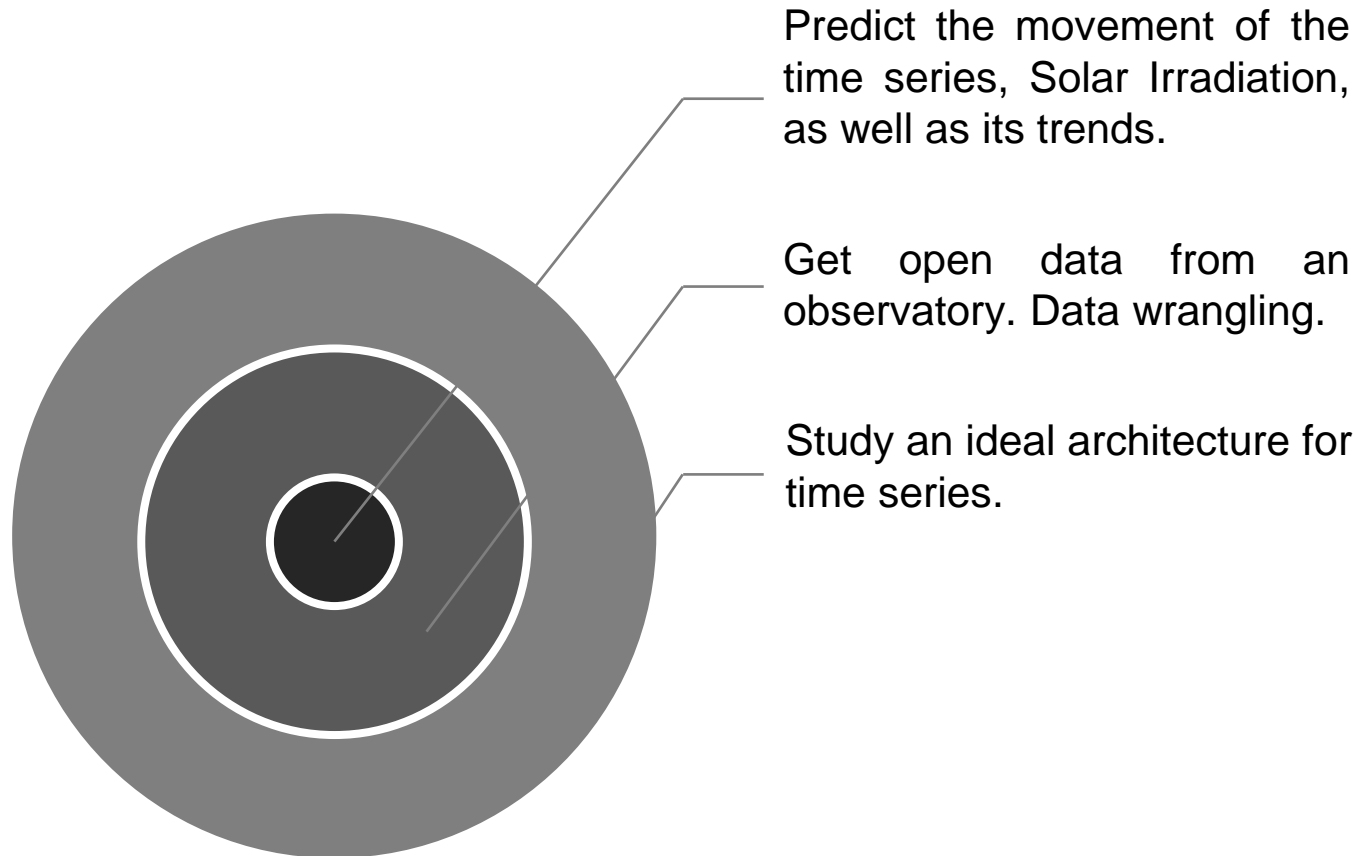 Predict the movement of the
time series, Solar Irradiation,
as well as its trends.
Get open data from an
observatory. Data wrangling.
Study an ideal architecture for
time series.